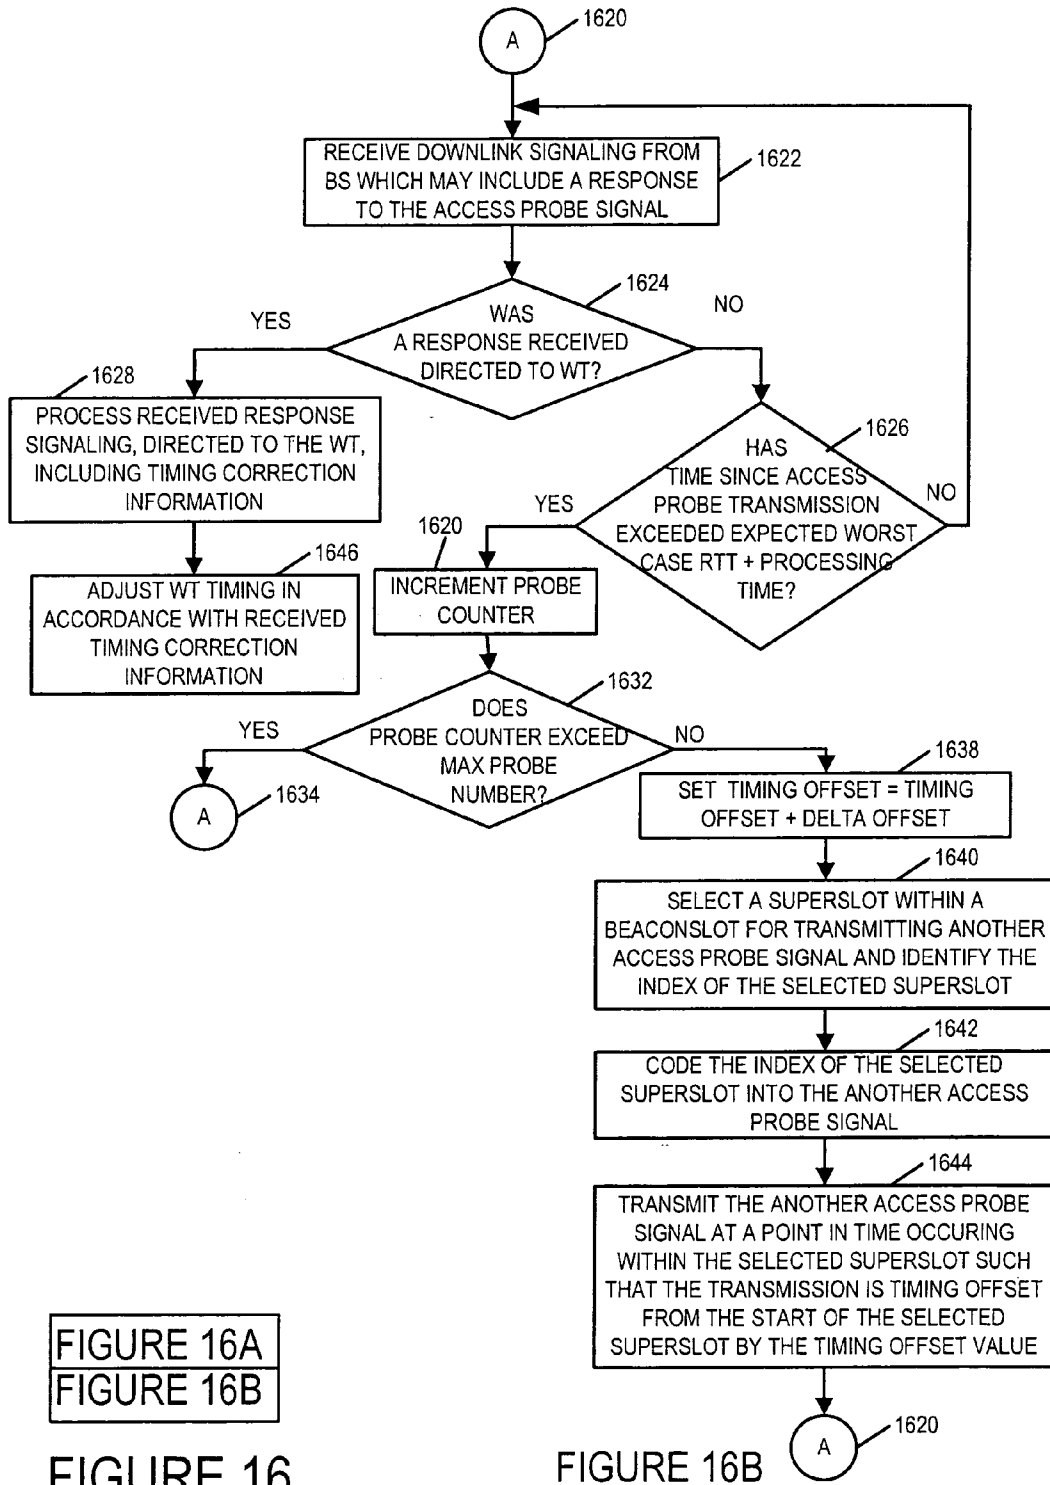 A
1620
RECEIVE DOWNLINK SIGNALING FROM
BS WHICH MAY INCLUDE A RESPONSE
TO THE ACCESS PROBE SIGNAL
1622
1624
WAS
A RESPONSE RECEIVED
DIRECTED TO WT?
YES
NO
1628
PROCESS RECEIVED RESPONSE
SIGNALING, DIRECTED TO THE WT,
INCLUDING TIMING CORRECTION
INFORMATION
1626
HAS
TIME SINCE ACCESS
PROBE TRANSMISSION
EXCEEDED EXPECTED WORST
CASE RTT + PROCESSING
TIME?
YES
NO
1646
ADJUST WT TIMING IN
ACCORDANCE WITH RECEIVED
TIMING CORRECTION
INFORMATION
1620
INCREMENT PROBE
COUNTER
1632
DOES
PROBE COUNTER EXCEED
MAX PROBE
NUMBER?
YES
NO
A
1634
1638
SET TIMING OFFSET = TIMING
OFFSET + DELTA OFFSET
1640
SELECT A SUPERSLOT WITHIN A
BEACONSLOT FOR TRANSMITTING ANOTHER
ACCESS PROBE SIGNAL AND IDENTIFY THE
INDEX OF THE SELECTED SUPERSLOT
1642
CODE THE INDEX OF THE SELECTED
SUPERSLOT INTO THE ANOTHER ACCESS
PROBE SIGNAL
1644
TRANSMIT THE ANOTHER ACCESS PROBE
SIGNAL AT A POINT IN TIME OCCURING
WITHIN THE SELECTED SUPERSLOT SUCH
THAT THE TRANSMISSION IS TIMING OFFSET
FROM THE START OF THE SELECTED
SUPERSLOT BY THE TIMING OFFSET VALUE
A
1620
FIGURE 16A
FIGURE 16B
FIGURE 16
FIGURE 16B